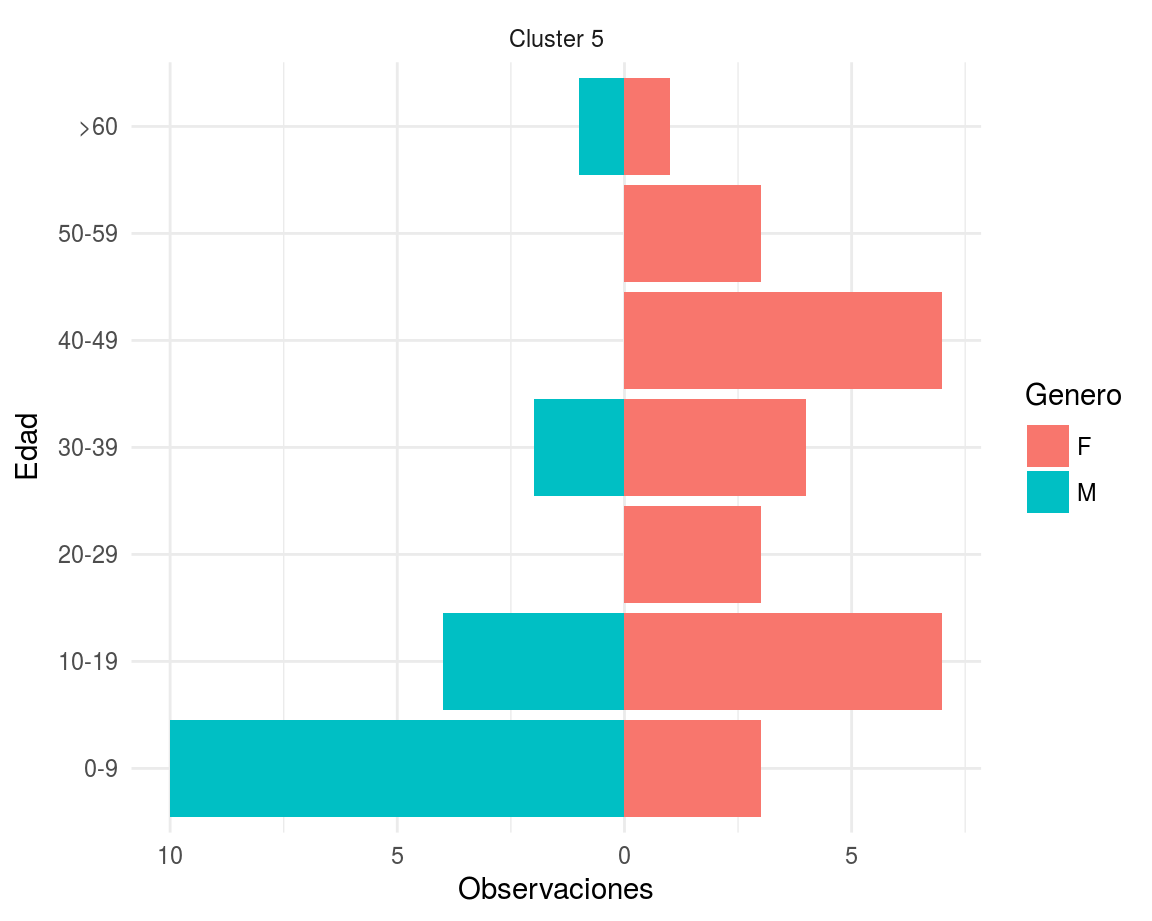 Cluster 5
>60
50-59
40-49
30-39
20-29
10-19
0-9
Edad
10 5 0 5
Observaciones
Genero
F
M